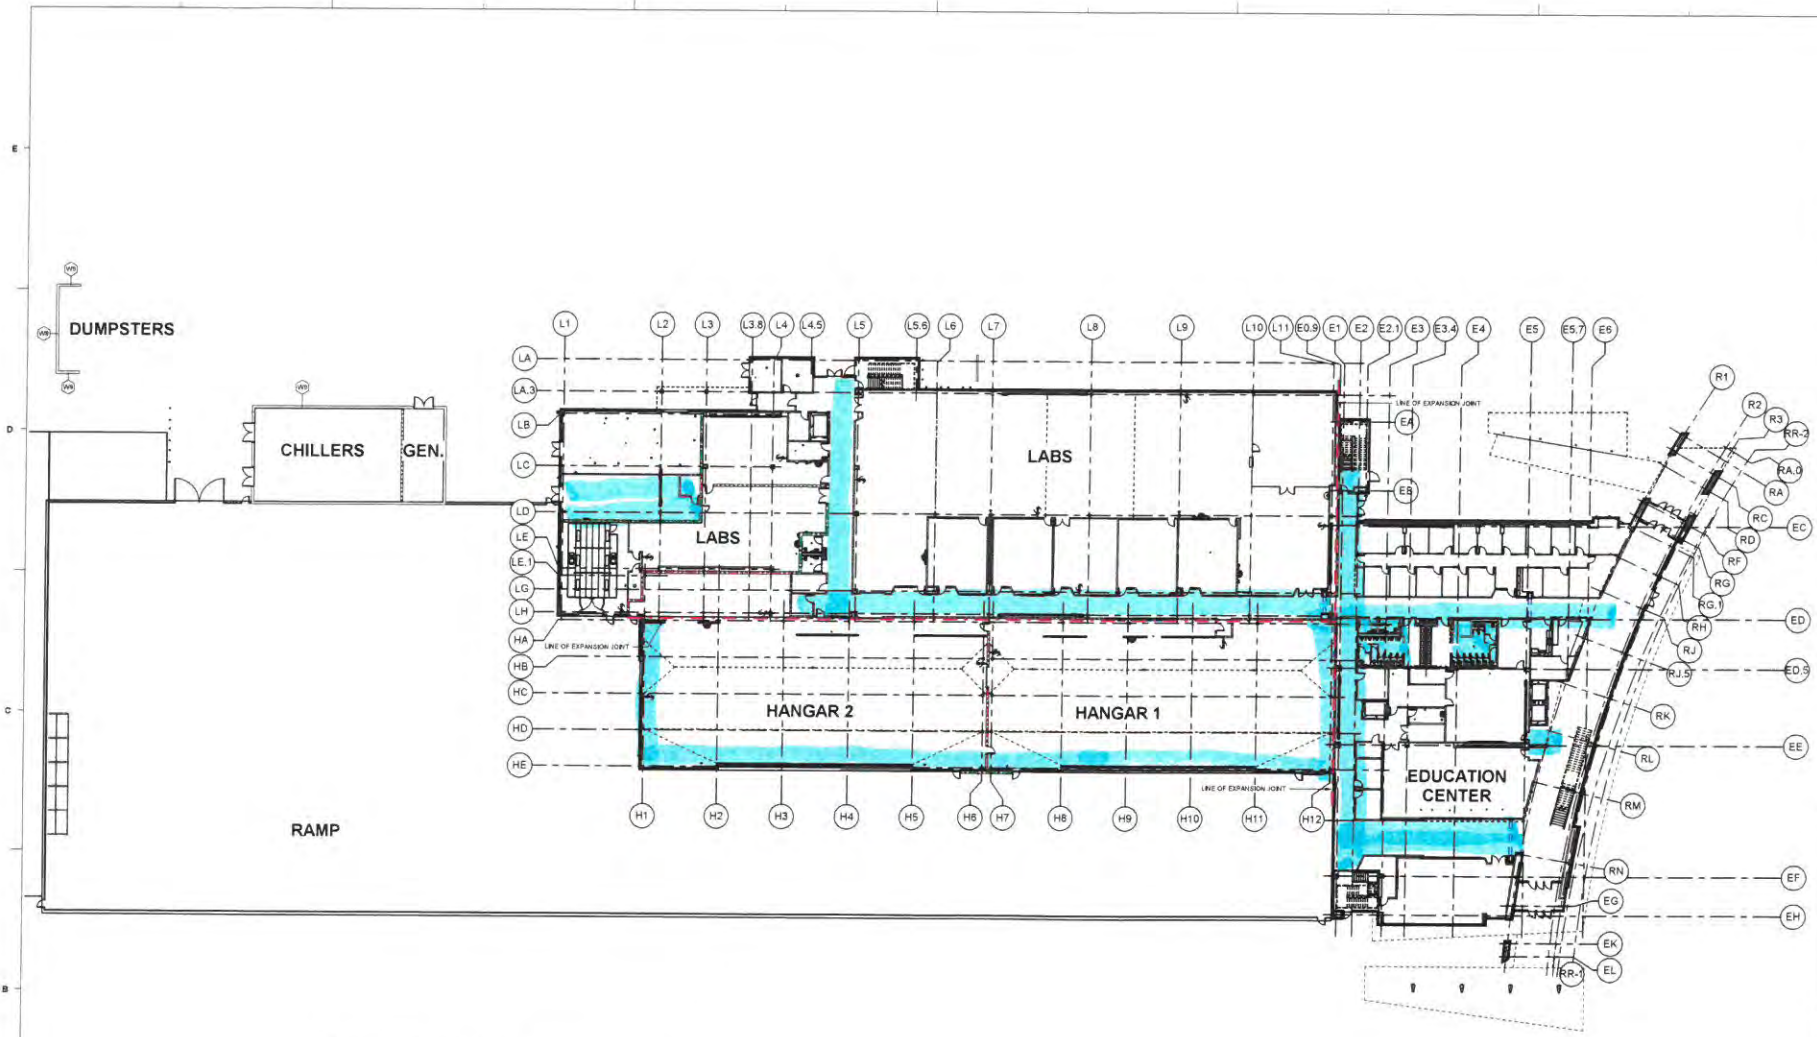 E
W9
W9
W9
DUMPSTERS
W9
CHILLERS
GEN.
D
L1
L2
L3
L3.8
L4
L4.5
L5
L5.6
L6
L7
L8
L9
L10
L11
E0.9
E1
E2
E2.1
E3
E3.4
E4
E5
E5.7
E6
LA
LA.3
LB
LC
LD
LE
LE.1
LG
LH
HA
HB
HC
HD
HE
LINE OF EXPANSION JOINT
LINE OF EXPANSION JOINT
LINE OF EXPANSION JOINT
LABS
LABS
EA
EB
HANGAR 2
HANGAR 1
EDUCATION
CENTER
RAMP
C
H1
H2
H3
H4
H5
H6
H7
H8
H9
H10
H11
H12
R1
R2
R3
RR-2
RA.0
RA
RC
EC
RD
RF
RG
RG.1
RH
ED
RJ
RJ.5
ED.5
RK
EE
RL
RM
RN
EF
EG
EH
EK
EL
RR-1
B